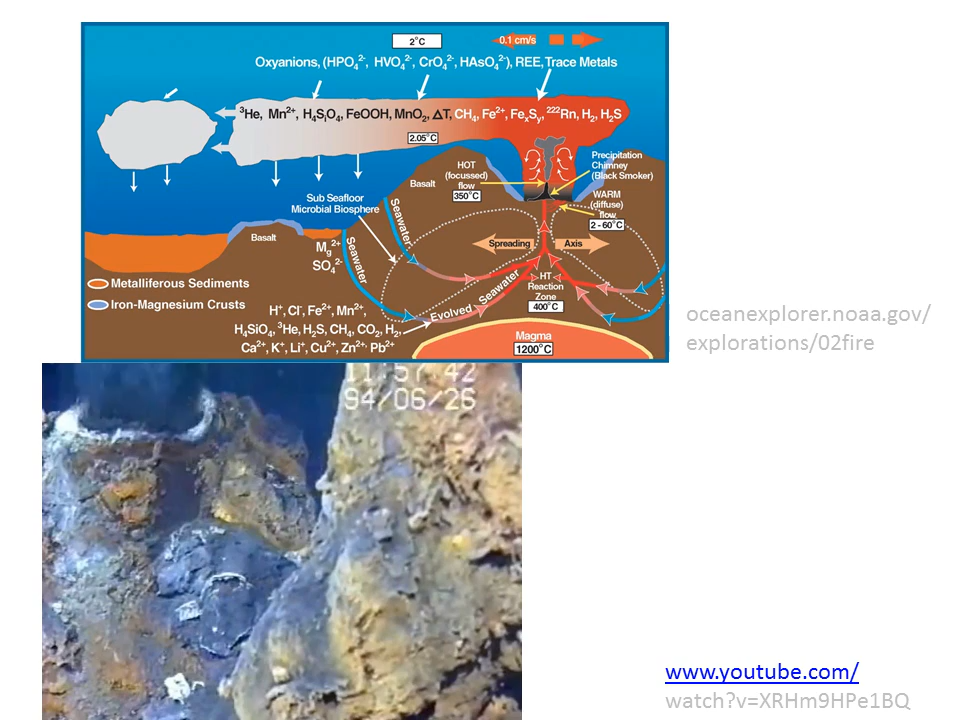 2°C
0.1 cm/s
Oxyanions, (HPO₄²⁻, HVO₄²⁻, CrO₄²⁻, HAsO₄²⁻), REE, Trace Metals
³He, Mn²⁺, H₄SᵢO₄, FeOOH, MnO₂, ΔT, CH₄, Fe²⁺, FeₓSᵧ, ²²²Rn, H₂, H₂S
2.05°C
HOT
(focussed)
flow
350°C
Precipitation
Chimney
(Black Smoker)
Basalt
WARM
(diffuse)
flow
2 - 60°C
Sub Seafloor
Microbial Biosphere
Seawater
Basalt
Seawater
Mg²⁺
SO₄²⁻
Spreading
Axis
Metalliferous Sediments
Iron-Magnesium Crusts
HT
Reaction
Zone
400°C
Evolved Seawater
H⁺, Cl⁻, Fe²⁺, Mn²⁺,
H₄SiO₄, ³He, H₂S, CH₄, CO₂, H₂,
Ca²⁺, K⁺, Li⁺, Cu²⁺, Zn²⁺, Pb²⁺
Magma
1200°C
oceanexplorer.noaa.gov/
explorations/02fire
11:57:42
94/06/26
www.youtube.com/
watch?v=XRHm9HPe1BQ